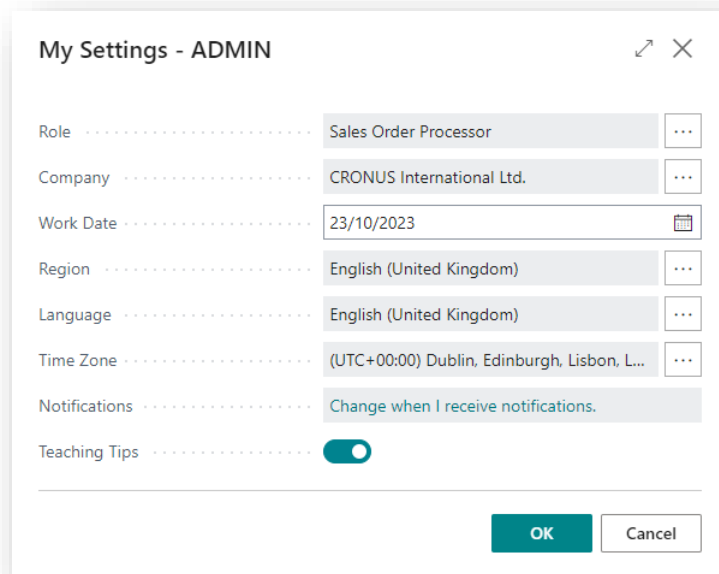 My Settings - ADMIN
Role Sales Order Processor
Company CRONUS International Ltd.
Work Date 23/10/2023
Region English (United Kingdom)
Language English (United Kingdom)
Time Zone (UTC+00:00) Dublin, Edinburgh, Lisbon, L...
Notifications Change when I receive notifications.
Teaching Tips
OK Cancel